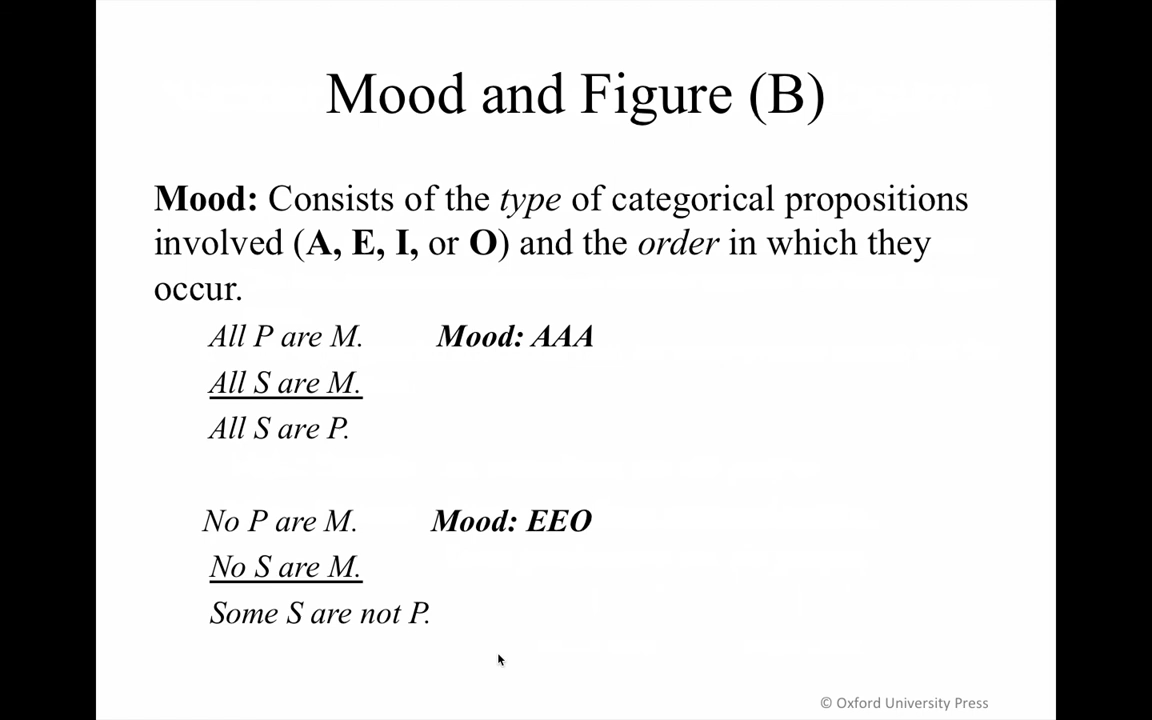 Mood and Figure (B)
Mood: Consists of the type of categorical propositions
involved (A, E, I, or O) and the order in which they
occur.
All P are M. Mood: AAA
All S are M.
All S are P.
No P are M. Mood: EEO
No S are M.
Some S are not P.
© Oxford University Press